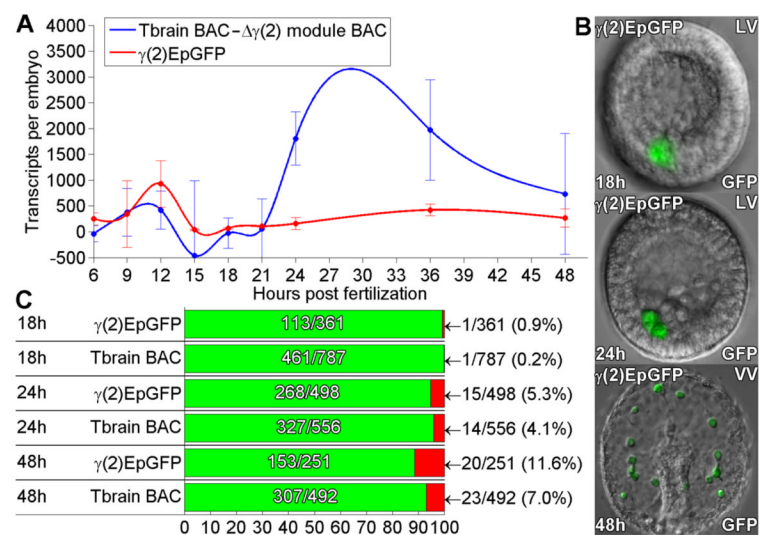 A
Tbrain BAC-Δγ(2) module BAC
γ(2)EpGFP
Transcripts per embryo
4000
3500
3000
2500
2000
1500
1000
500
0
-500
6 9 12 15 18 21 24 27 30 33 36 39 42 45 48
Hours post fertilization
B
γ(2)EpGFP LV
18h GFP
γ(2)EpGFP LV
24h GFP
γ(2)EpGFP VV
48h GFP
C
18h γ(2)EpGFP 113/361 ←1/361 (0.9%)
18h Tbrain BAC 461/787 ←1/787 (0.2%)
24h γ(2)EpGFP 268/498 ←15/498 (5.3%)
24h Tbrain BAC 327/556 ←14/556 (4.1%)
48h γ(2)EpGFP 153/251 ←20/251 (11.6%)
48h Tbrain BAC 307/492 ←23/492 (7.0%)
0 10 20 30 40 50 60 70 80 90 100